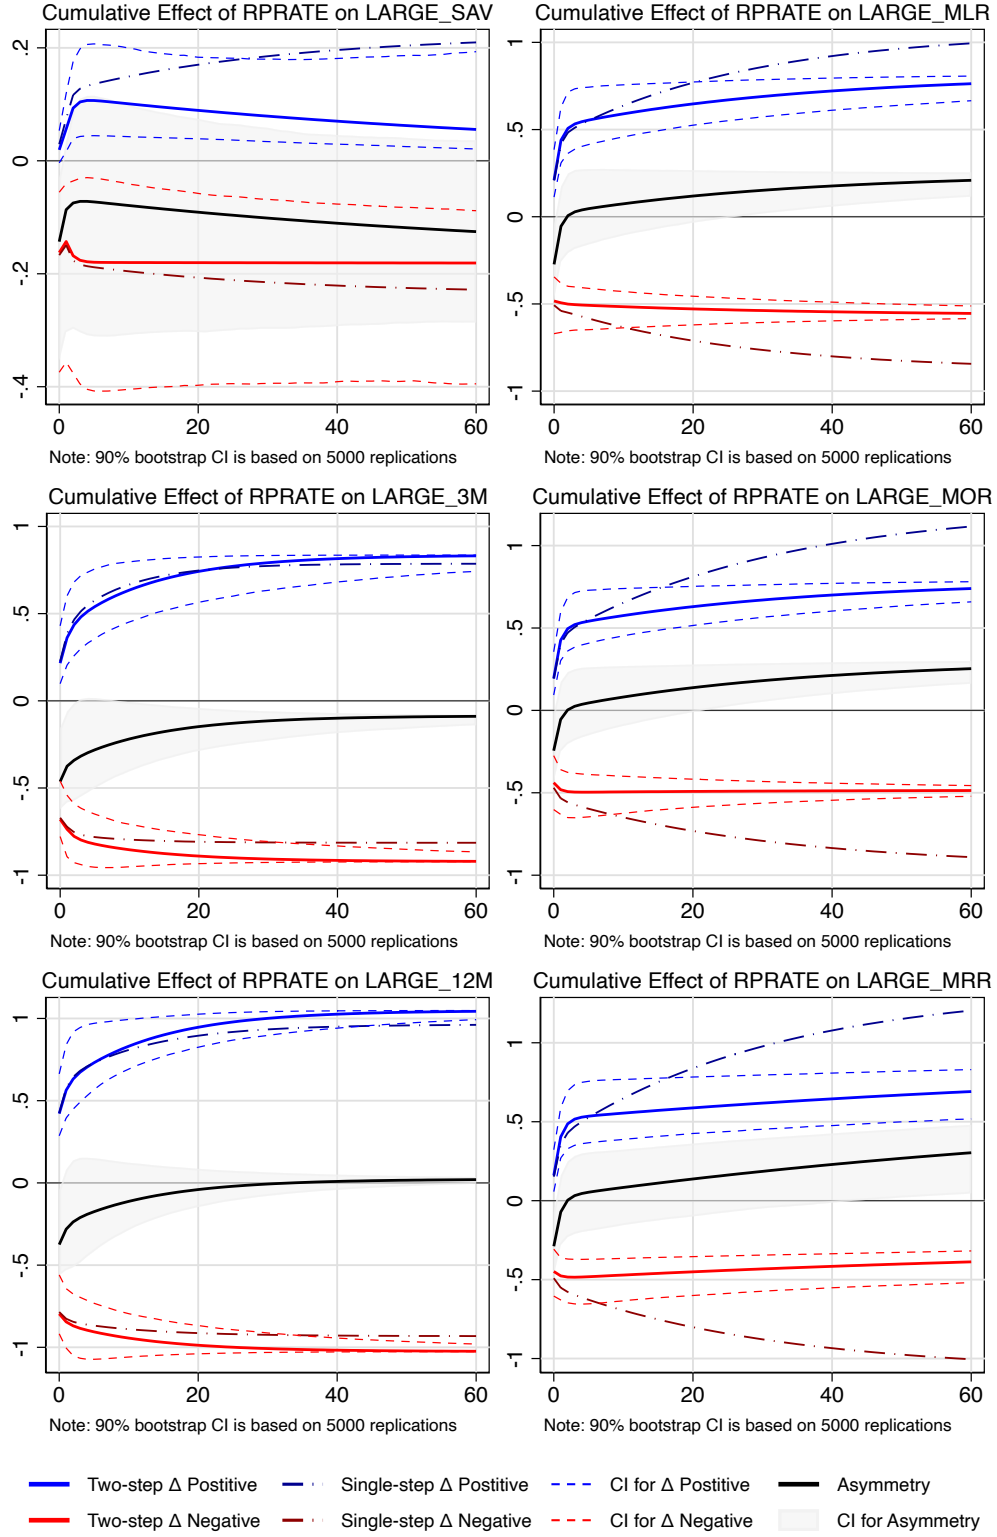 Cumulative Effect of RPRATE on LARGE_SAV
.2
0
-.2
-.4
0 20 40 60
Note: 90% bootstrap CI is based on 5000 replications
Cumulative Effect of RPRATE on LARGE_MLR
1
.5
0
-.5
-1
0 20 40 60
Note: 90% bootstrap CI is based on 5000 replications
Cumulative Effect of RPRATE on LARGE_3M
1
.5
0
-.5
-1
0 20 40 60
Note: 90% bootstrap CI is based on 5000 replications
Cumulative Effect of RPRATE on LARGE_MOR
1
.5
0
-.5
-1
0 20 40 60
Note: 90% bootstrap CI is based on 5000 replications
Cumulative Effect of RPRATE on LARGE_12M
1
.5
0
-.5
-1
0 20 40 60
Note: 90% bootstrap CI is based on 5000 replications
Cumulative Effect of RPRATE on LARGE_MRR
1
.5
0
-.5
-1
0 20 40 60
Note: 90% bootstrap CI is based on 5000 replications
Two-step Δ Postitive Single-step Δ Postitive CI for Δ Positive Asymmetry
Two-step Δ Negative Single-step Δ Negative CI for Δ Negative CI for Asymmetry